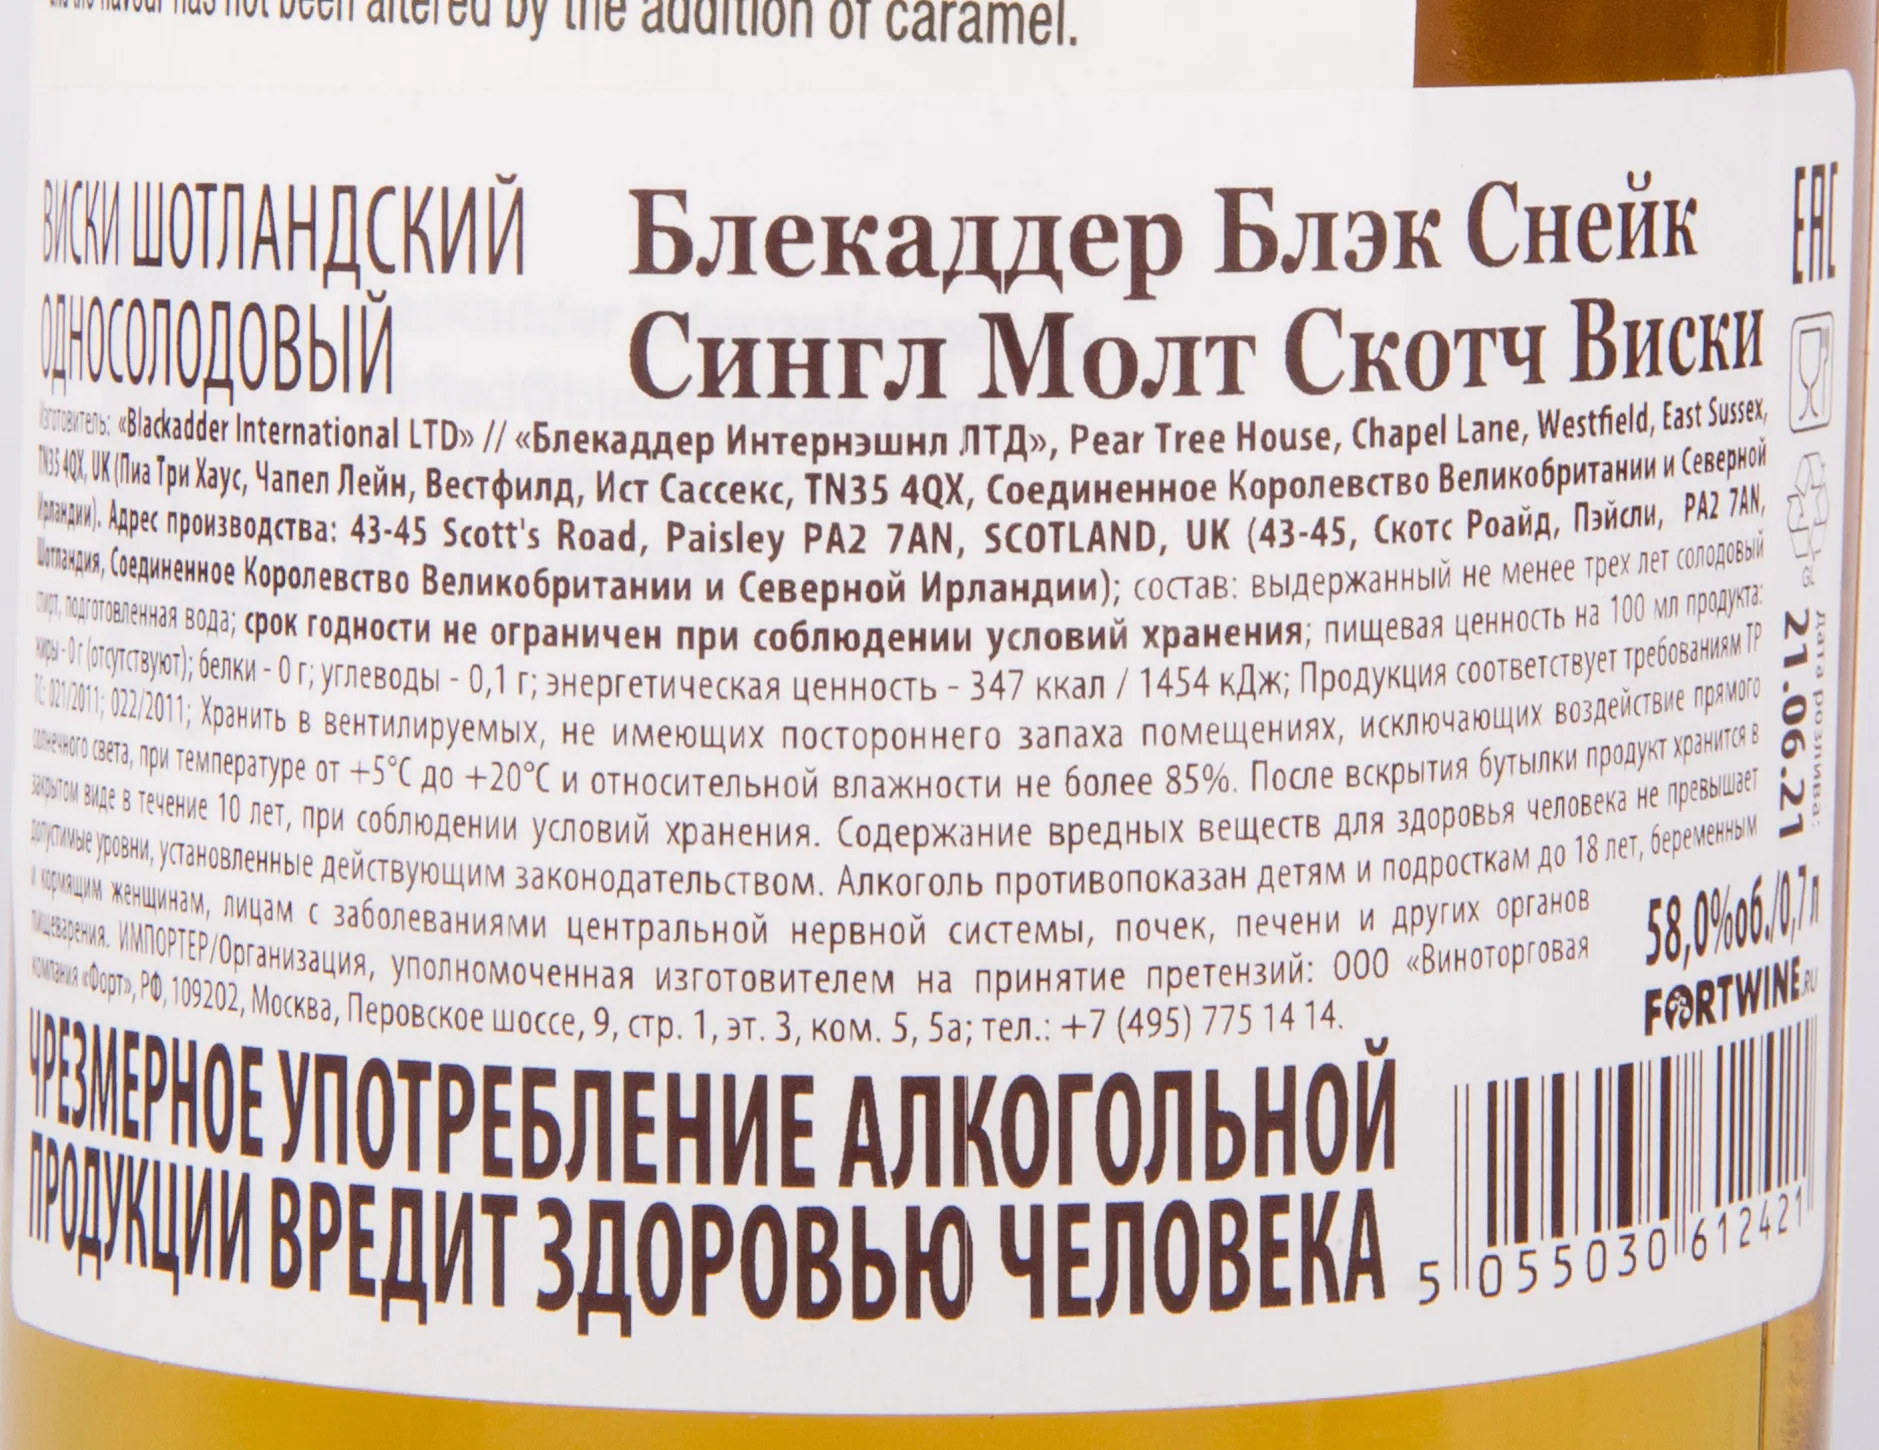 the flavour has not been altered by the addition of caramel.
ВИСКИ ШОТЛАНДСКИЙ
ОДНОСОЛОДОВЫЙ
Блекаддер Блэк Снейк
Сингл Молт Скотч Виски
Изготовитель: «Blackadder International LTD» // «Блекаддер Интернэшнл ЛТД», Pear Tree House, Chapel Lane, Westfield, East Sussex,
TN35 4QX, UK (Пиа Три Хаус, Чапел Лейн, Вестфилд, Ист Сассекс, TN35 4QX, Соединенное Королевство Великобритании и Северной
Ирландии). Адрес производства: 43-45 Scott's Road, Paisley PA2 7AN, SCOTLAND, UK (43-45, Скотс Роайд, Пэйсли, PA2 7AN,
Шотландия, Соединенное Королевство Великобритании и Северной Ирландии); состав: выдержанный не менее трех лет солодовый
спирт, подготовленная вода; срок годности не ограничен при соблюдении условий хранения; пищевая ценность на 100 мл продукта:
жиры - 0 г (отсутствуют); белки - 0 г; углеводы - 0,1 г; энергетическая ценность - 347 ккал / 1454 кДж; Продукция соответствует требованиям ТР
ТС: 021/2011; 022/2011; Хранить в вентилируемых, не имеющих постороннего запаха помещениях, исключающих воздействие прямого
солнечного света, при температуре от +5°С до +20°С и относительной влажности не более 85%. После вскрытия бутылки продукт хранится в
закрытом виде в течение 10 лет, при соблюдении условий хранения. Содержание вредных веществ для здоровья человека не превышает
допустимые уровни, установленные действующим законодательством. Алкоголь противопоказан детям и подросткам до 18 лет, беременным
и кормящим женщинам, лицам с заболеваниями центральной нервной системы, почек, печени и других органов
пищеварения. ИМПОРТЕР/Организация, уполномоченная изготовителем на принятие претензий: ООО «Виноторговая
компания «Форт», РФ, 109202, Москва, Перовское шоссе, 9, стр. 1, эт. 3, ком. 5, 5а; тел.: +7 (495) 775 14 14.
ЧРЕЗМЕРНОЕ УПОТРЕБЛЕНИЕ АЛКОГОЛЬНОЙ
ПРОДУКЦИИ ВРЕДИТ ЗДОРОВЬЮ ЧЕЛОВЕКА
EAC
GL
дата розлива:
21.06.21
58,0%об./0,7л
FORTWINE.RU
5 055030 612421